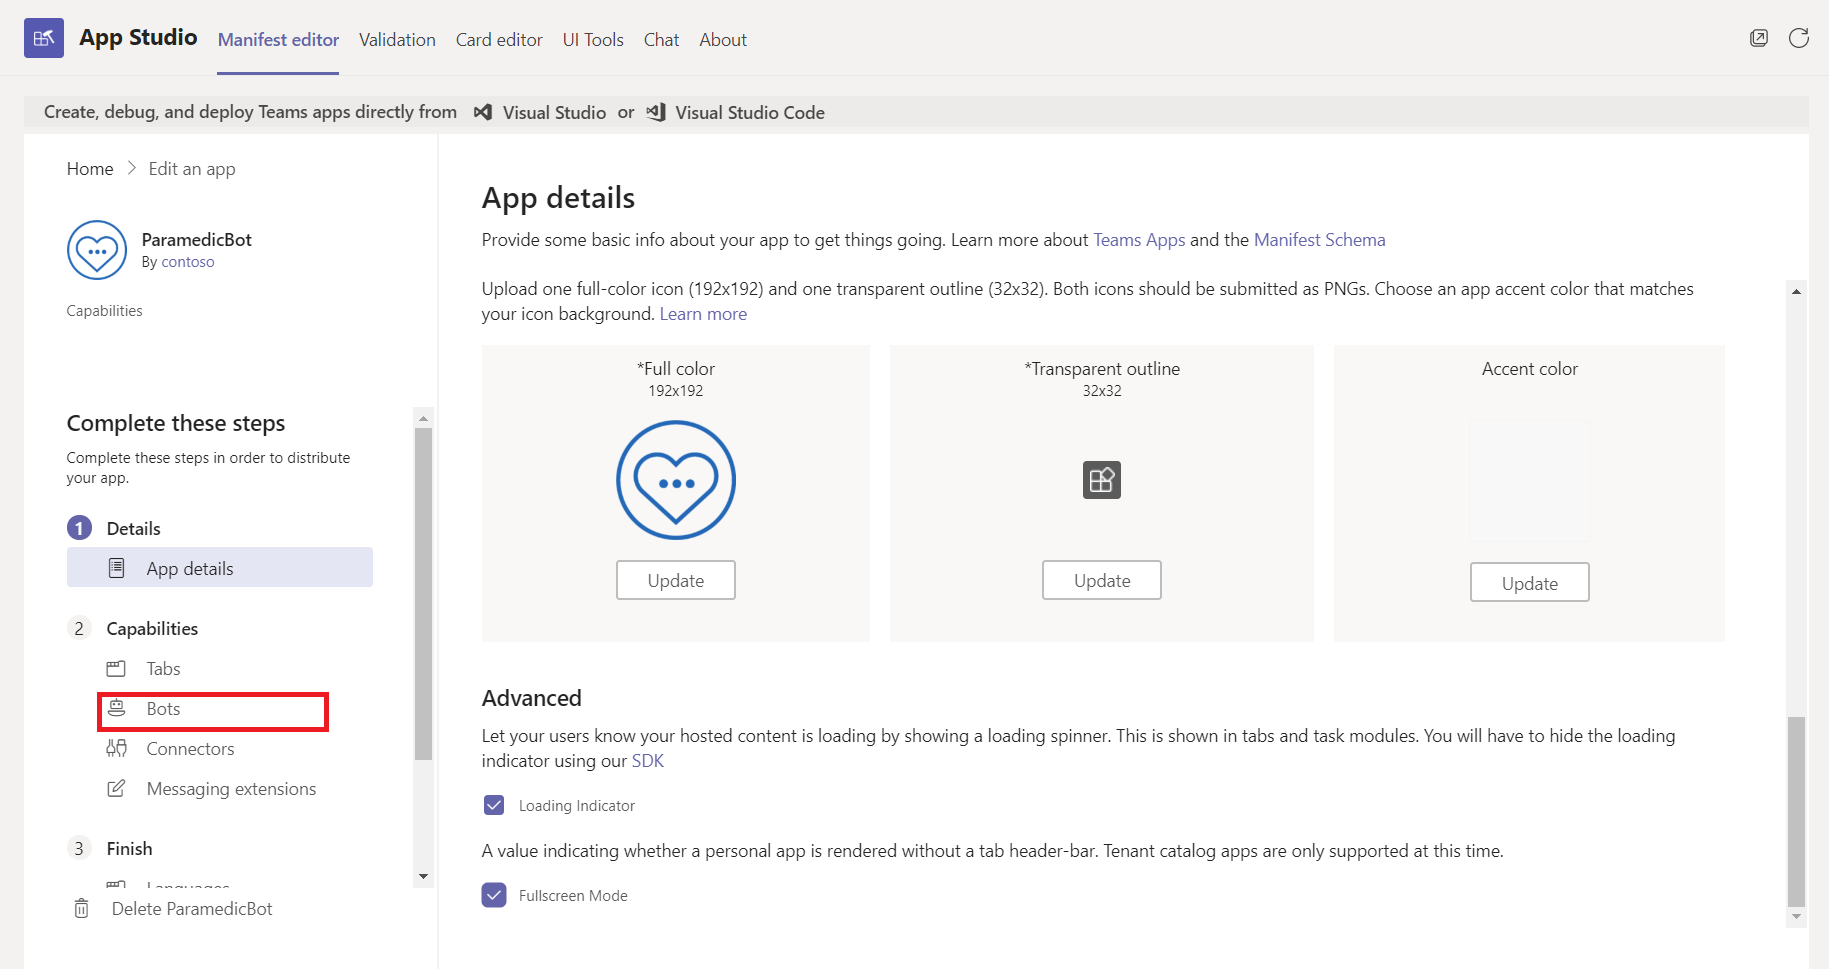 App Studio
Manifest editor
Validation
Card editor
UI Tools
Chat
About
Create, debug, and deploy Teams apps directly from Visual Studio or Visual Studio Code
Home > Edit an app
ParamedicBot
By contoso
Capabilities
Complete these steps
Complete these steps in order to distribute
your app.
1 Details
App details
2 Capabilities
Tabs
Bots
Connectors
Messaging extensions
3 Finish
Languages
Delete ParamedicBot
App details
Provide some basic info about your app to get things going. Learn more about Teams Apps and the Manifest Schema
Upload one full-color icon (192x192) and one transparent outline (32x32). Both icons should be submitted as PNGs. Choose an app accent color that matches
your icon background. Learn more
*Full color
192x192
Update
*Transparent outline
32x32
Update
Accent color
Update
Advanced
Let your users know your hosted content is loading by showing a loading spinner. This is shown in tabs and task modules. You will have to hide the loading
indicator using our SDK
Loading Indicator
A value indicating whether a personal app is rendered without a tab header-bar. Tenant catalog apps are only supported at this time.
Fullscreen Mode